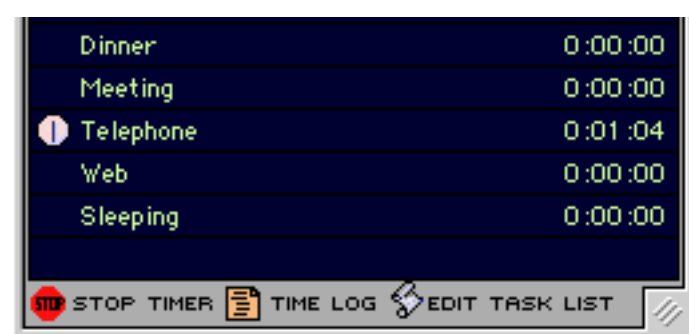 Dinner 0:00:00
Meeting 0:00:00
Telephone 0:01:04
Web 0:00:00
Sleeping 0:00:00
STOP STOP TIMER TIME LOG EDIT TASK LIST